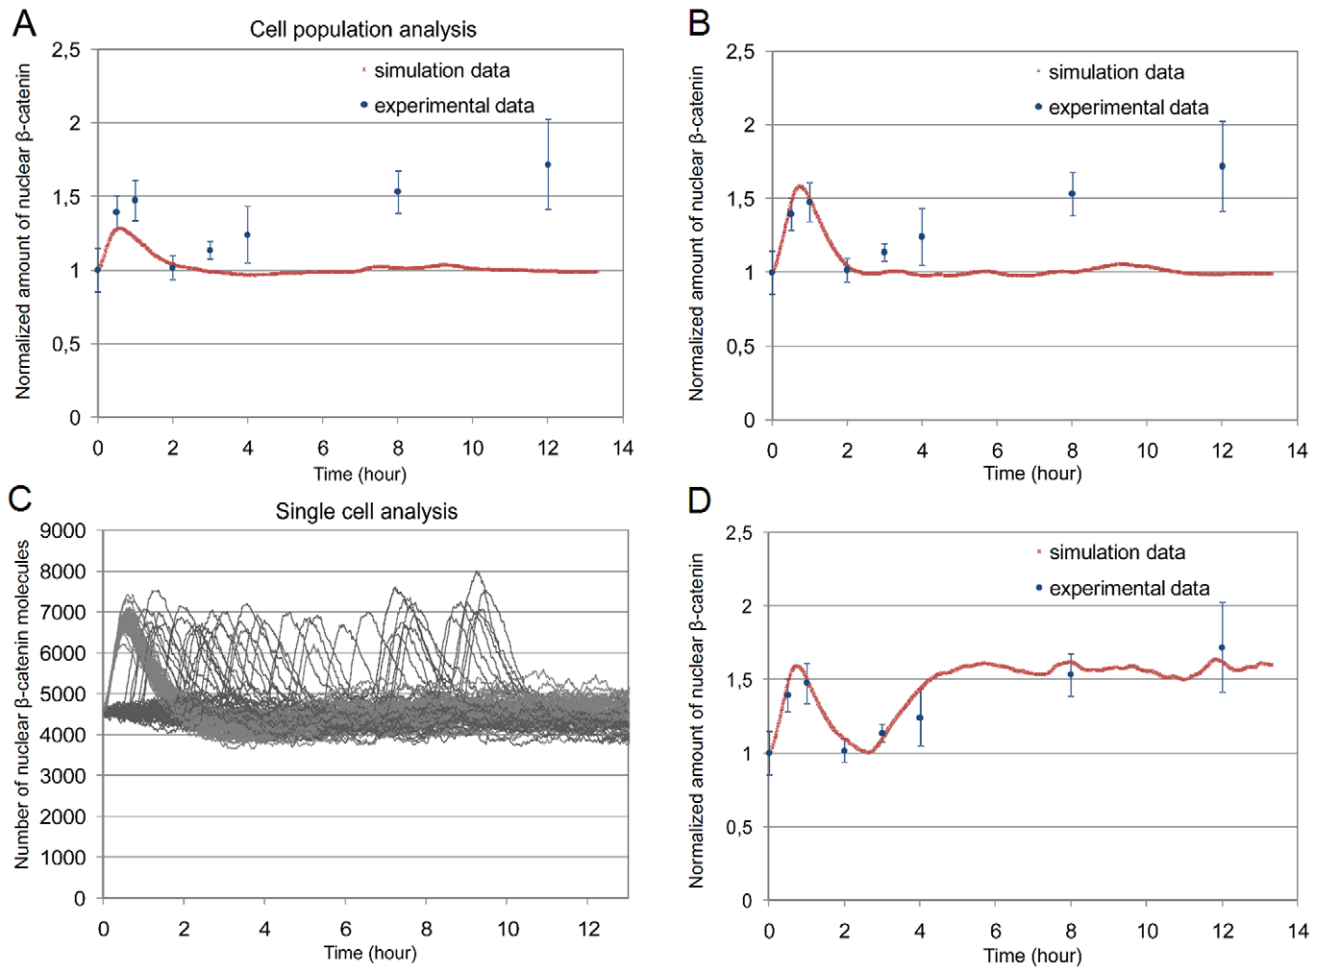 A
Cell population analysis
Normalized amount of nuclear β-catenin
2,5
2
1,5
1
0,5
0
simulation data
experimental data
0 2 4 6 8 10 12 14
Time (hour)
B
Normalized amount of nuclear β-catenin
2,5
2
1,5
1
0,5
0
simulation data
experimental data
0 2 4 6 8 10 12 14
Time (hour)
C
Single cell analysis
Number of nuclear β-catenin molecules
9000
8000
7000
6000
5000
4000
3000
2000
1000
0
0 2 4 6 8 10 12
Time (hour)
D
Normalized amount of nuclear β-catenin
2,5
2
1,5
1
0,5
0
simulation data
experimental data
0 2 4 6 8 10 12 14
Time (hour)